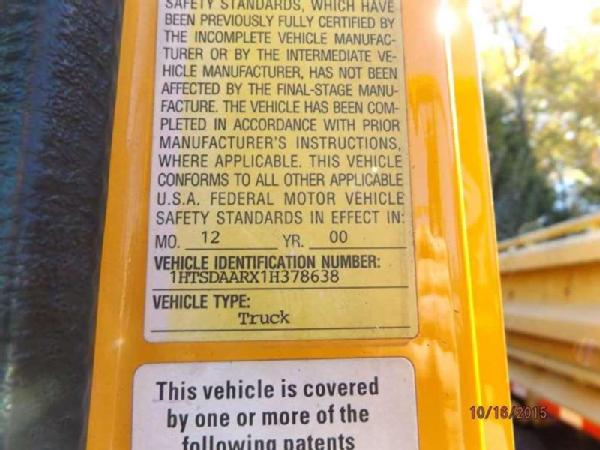 SAFETY STANDARDS, WHICH HAVE
BEEN PREVIOUSLY FULLY CERTIFIED BY
THE INCOMPLETE VEHICLE MANUFAC-
TURER OR BY THE INTERMEDIATE VE-
HICLE MANUFACTURER, HAS NOT BEEN
AFFECTED BY THE FINAL-STAGE MANU-
FACTURE. THE VEHICLE HAS BEEN COM-
PLETED IN ACCORDANCE WITH PRIOR
MANUFACTURER'S INSTRUCTIONS,
WHERE APPLICABLE. THIS VEHICLE
CONFORMS TO ALL OTHER APPLICABLE
U.S.A. FEDERAL MOTOR VEHICLE
SAFETY STANDARDS IN EFFECT IN:
MO. 12 YR. 00
VEHICLE IDENTIFICATION NUMBER:
1HTSDAARX1H378638
VEHICLE TYPE:
Truck
This vehicle is covered
by one or more of the
following patents
10/16/2015